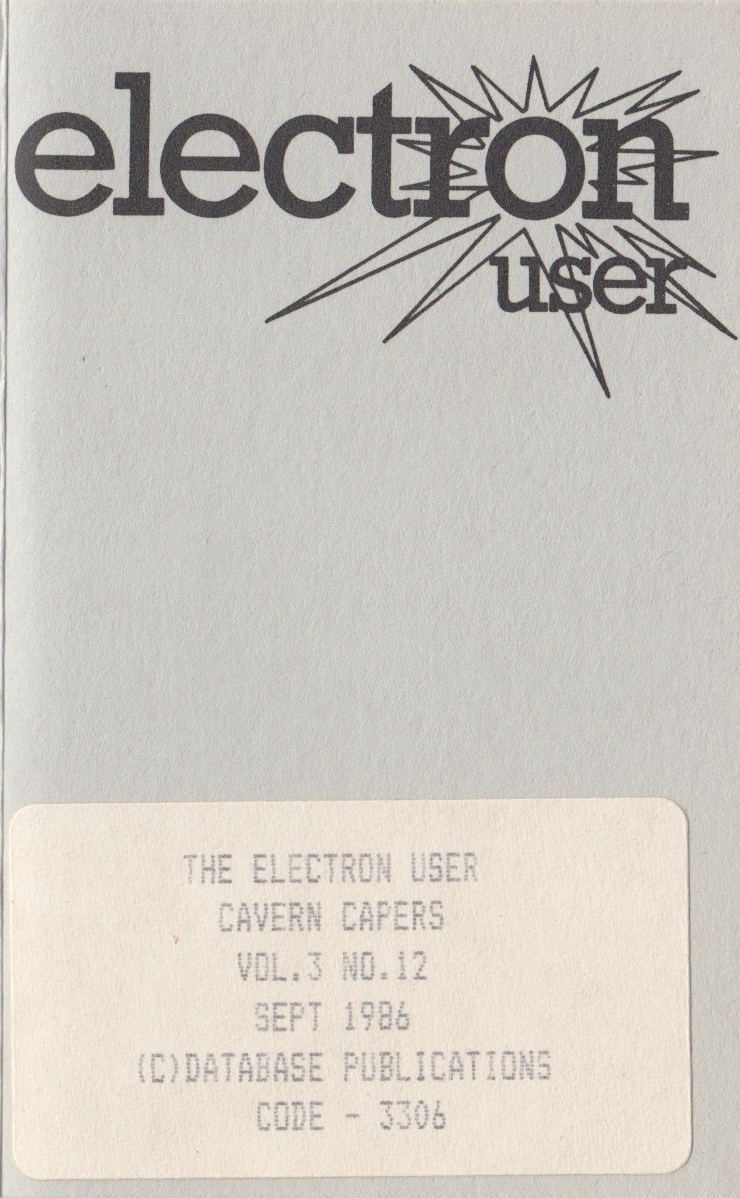 electron
user
THE ELECTRON USER
CAVERN CAPERS
VOL.3 NO.12
SEPT 1986
(C)DATABASE PUBLICATIONS
CODE - 3306